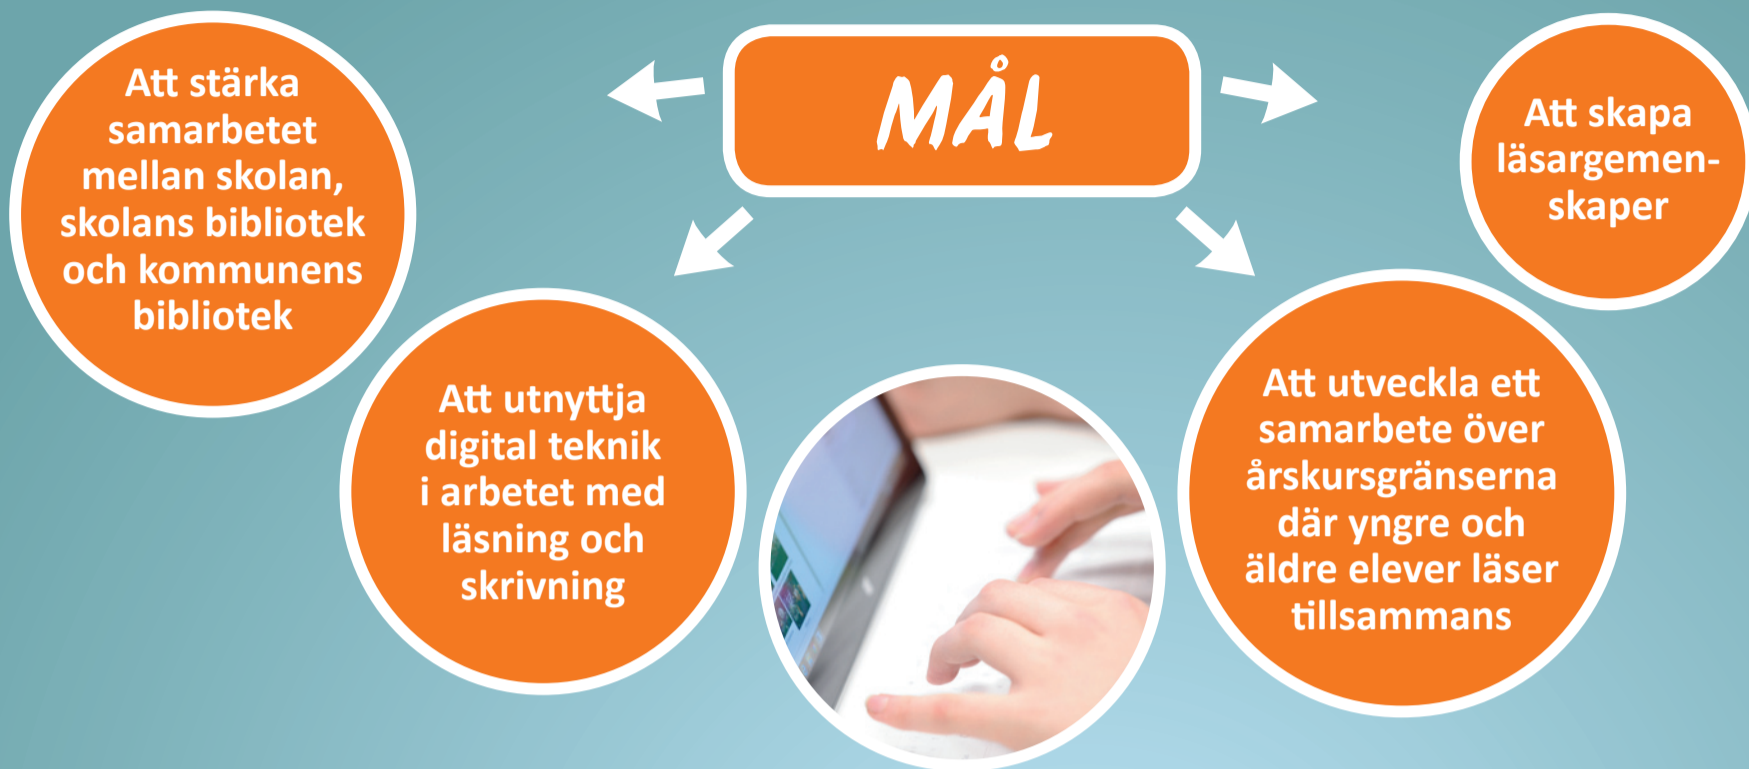 MÅL
Att stärka
samarbetet
mellan skolan,
skolans bibliotek
och kommunens
bibliotek
Att utnyttja
digital teknik
i arbetet med
läsning och
skrivning
Att utveckla ett
samarbete över
årskursgränserna
där yngre och
äldre elever läser
tillsammans
Att skapa
läsargemen-
skaper